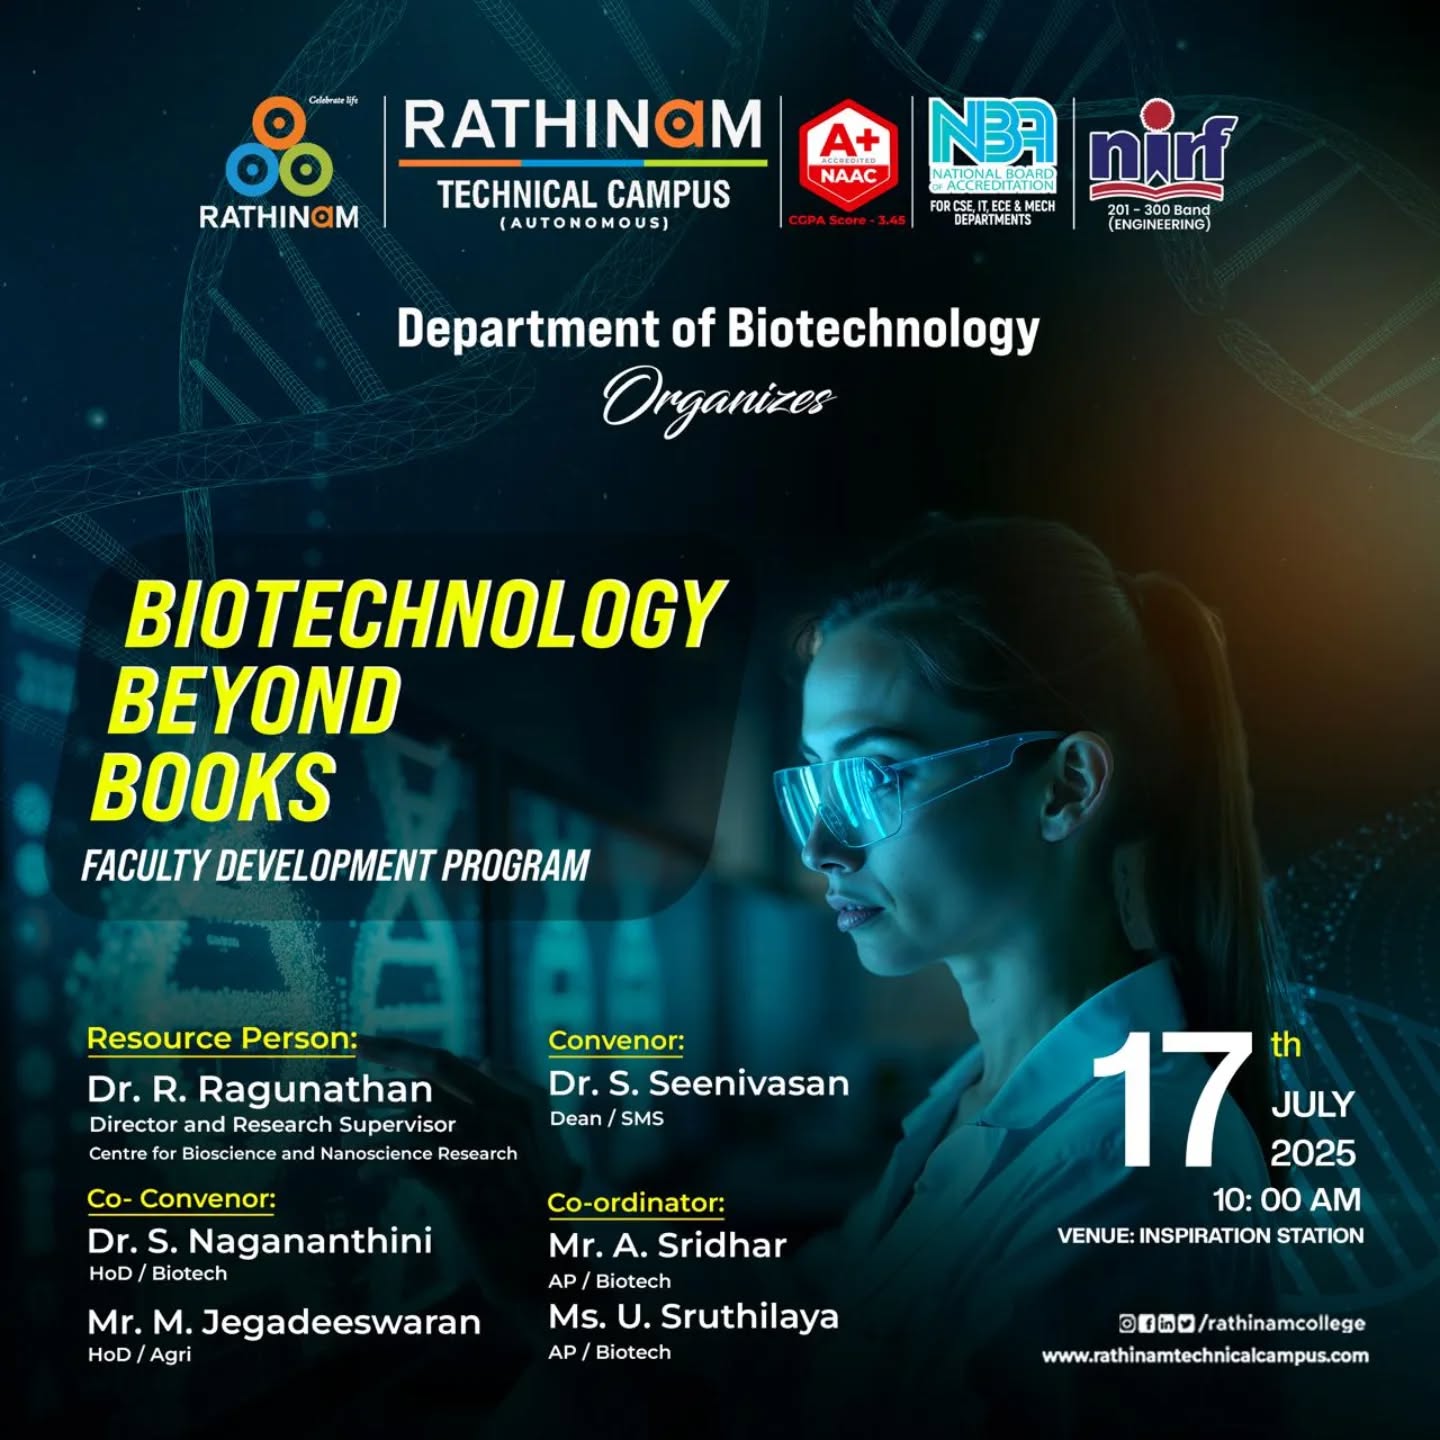 Celebrate life
RATHINAM
RATHINAM
TECHNICAL CAMPUS
(AUTONOMOUS)
A+
ACCREDITED
NAAC
CGPA Score - 3.45
NBA
NATIONAL BOARD
OF ACCREDITATION
FOR CSE, IT, ECE & MECH
DEPARTMENTS
nirf
201 - 300 Band
(ENGINEERING)
Department of Biotechnology
Organizes
BIOTECHNOLOGY
BEYOND
BOOKS
FACULTY DEVELOPMENT PROGRAM
Resource Person:
Dr. R. Ragunathan
Director and Research Supervisor
Centre for Bioscience and Nanoscience Research
Convenor:
Dr. S. Seenivasan
Dean / SMS
Co- Convenor:
Dr. S. Nagananthini
HoD / Biotech
Mr. M. Jegadeeswaran
HoD / Agri
Co-ordinator:
Mr. A. Sridhar
AP / Biotech
Ms. U. Sruthilaya
AP / Biotech
17th
JULY
2025
10: 00 AM
VENUE: INSPIRATION STATION
/rathinamcollege
www.rathinamtechnicalcampus.com